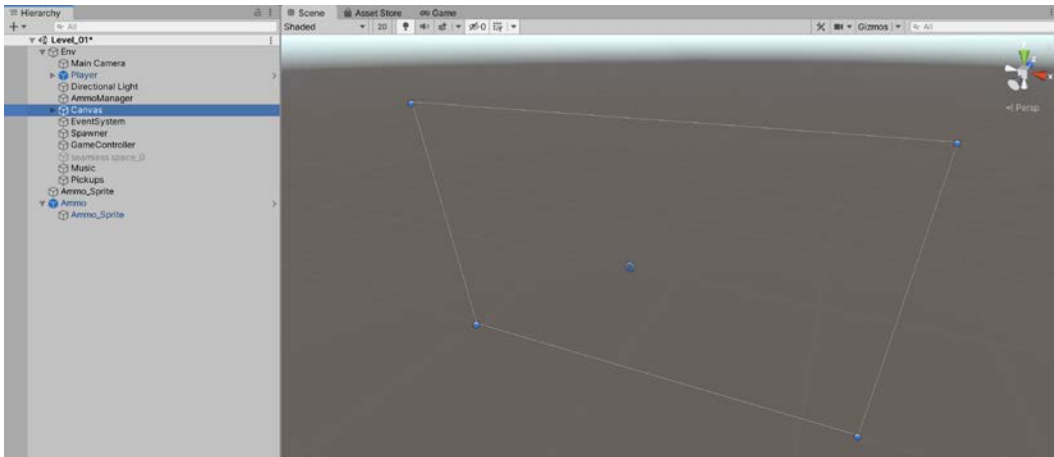 Hierarchy
Scene
Asset Store
Game
All
Shaded
2D
0
Gizmos
All
Level_01*
Env
Main Camera
Player
Directional Light
AmmoManager
Canvas
EventSystem
Spawner
GameController
seamless space_0
Music
Pickups
Ammo_Sprite
Ammo
Ammo_Sprite
x
Persp